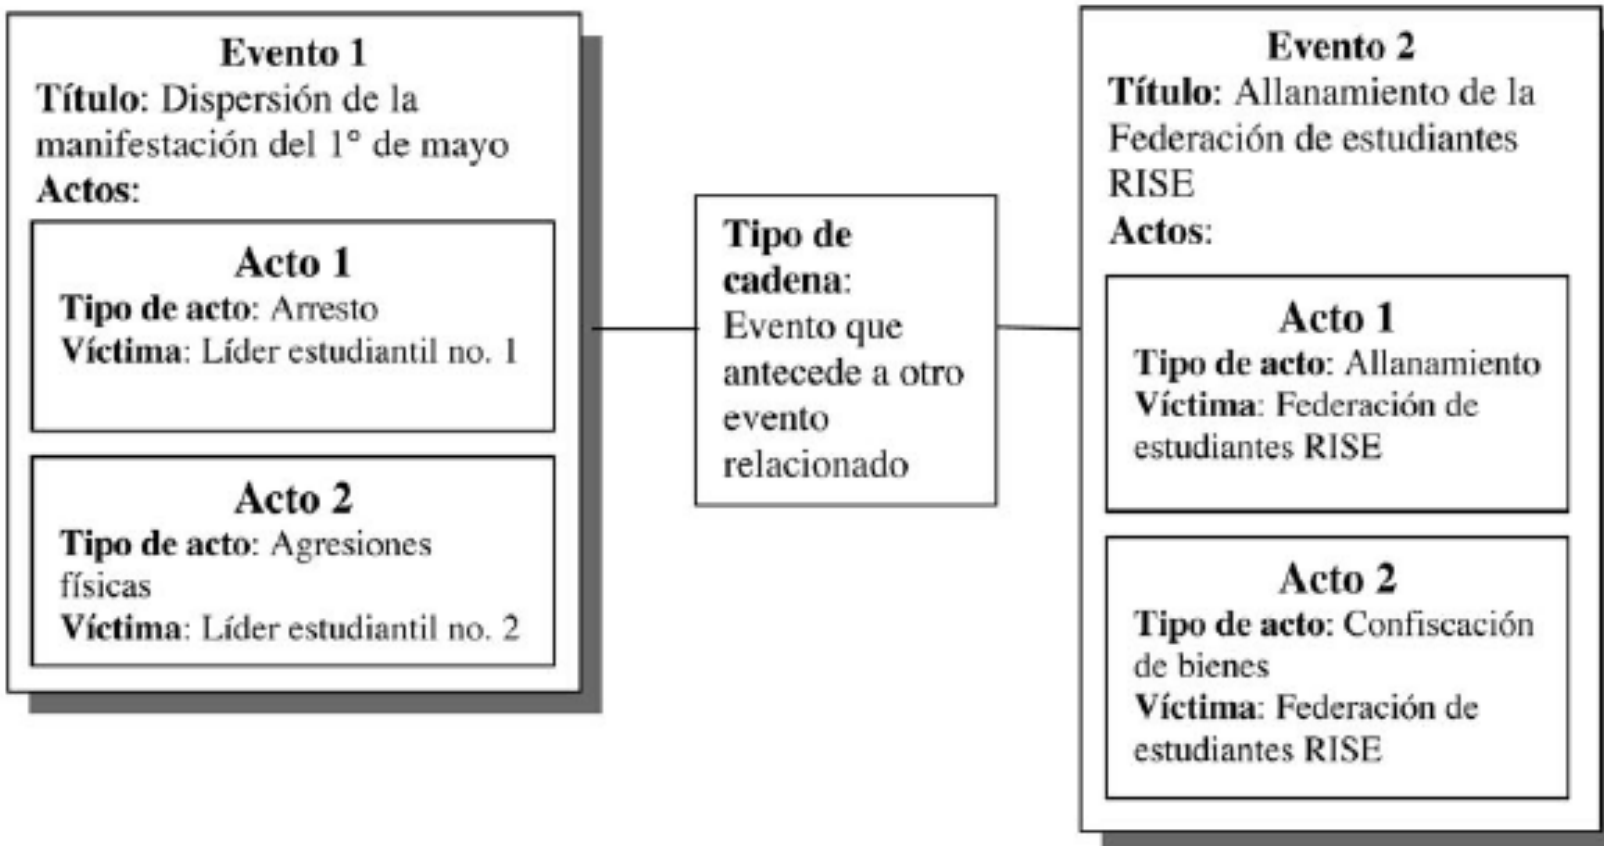 Evento 1
Título: Dispersión de la
manifestación del 1° de mayo
Actos:
Acto 1
Tipo de acto: Arresto
Víctima: Líder estudiantil no. 1
Acto 2
Tipo de acto: Agresiones
físicas
Víctima: Líder estudiantil no. 2
Tipo de
cadena:
Evento que
antecede a otro
evento
relacionado
Evento 2
Título: Allanamiento de la
Federación de estudiantes
RISE
Actos:
Acto 1
Tipo de acto: Allanamiento
Víctima: Federación de
estudiantes RISE
Acto 2
Tipo de acto: Confiscación
de bienes
Víctima: Federación de
estudiantes RISE